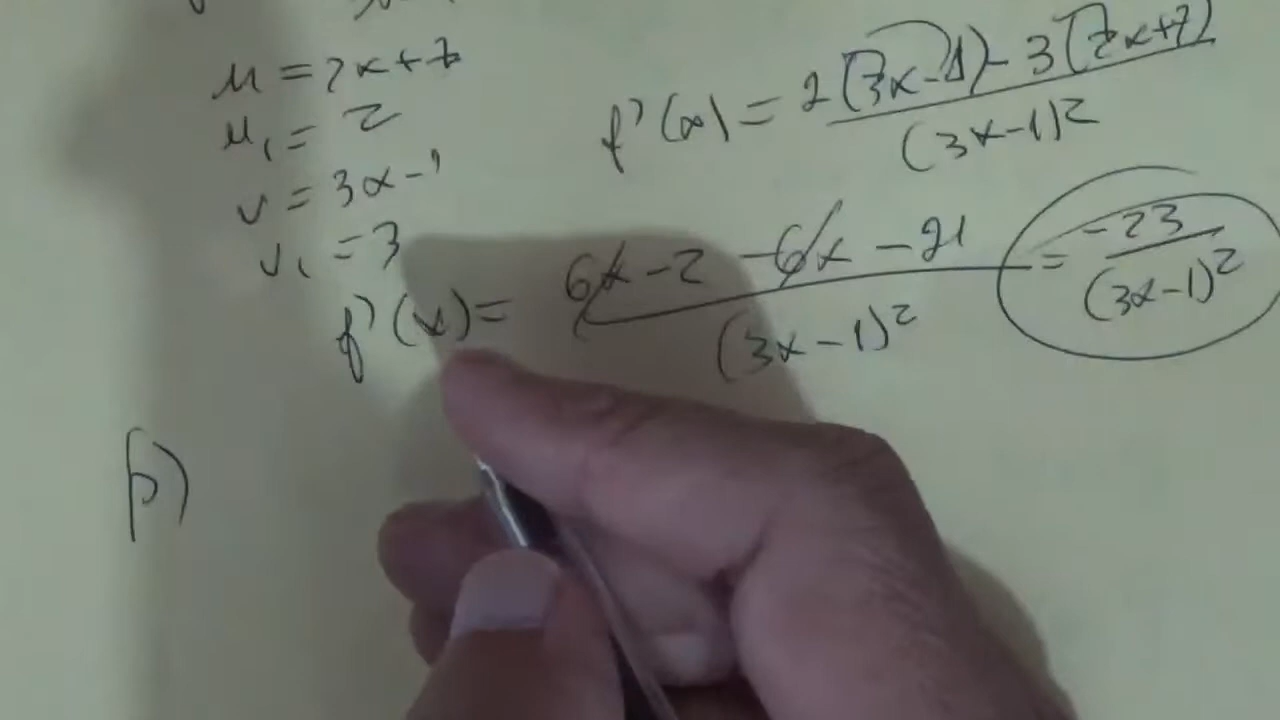 u = 2x+7
u₁ = 2
v = 3x-1
v₁ = 3
f'(x) = 2(3x-1)-3(2x+7) / (3x-1)²
f'(x) = 6x-2-6x-21 / (3x-1)² = -23 / (3x-1)²
b)